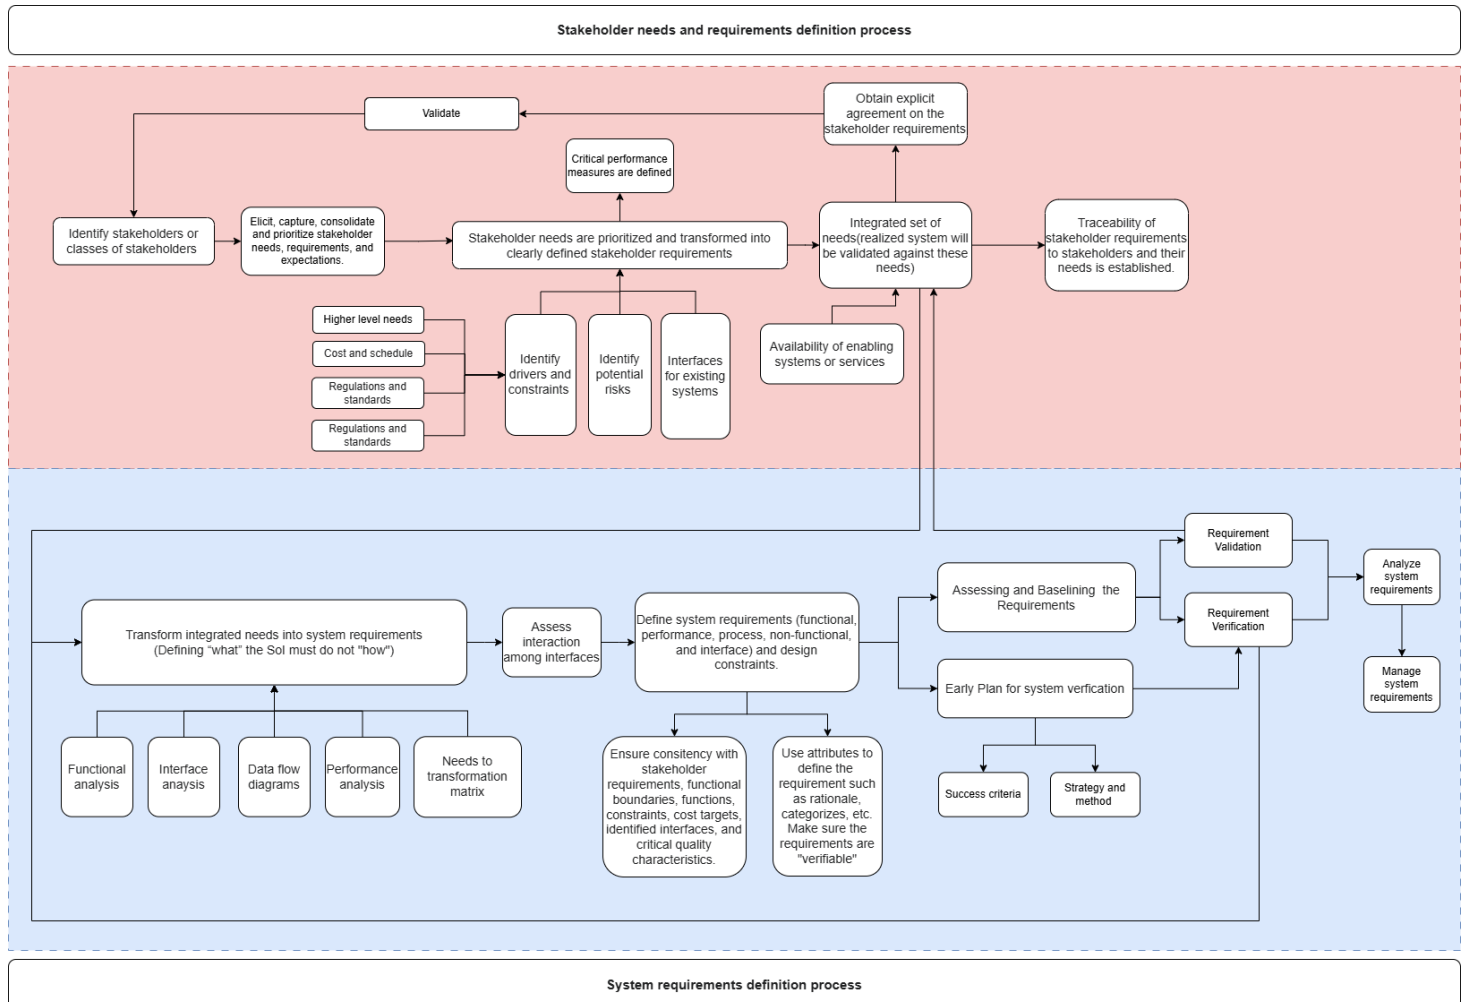 Stakeholder needs and requirements definition process
Obtain explicit
agreement on the
stakeholder requirements
Validate
Critical performance
measures are defined
Identify stakeholders or
classes of stakeholders
Elicit, capture, consolidate
and prioritize stakeholder
needs, requirements, and
expectations.
Stakeholder needs are prioritized and transformed into
clearly defined stakeholder requirements
Integrated set of
needs(realized system will
be validated against these
needs)
Traceability of
stakeholder requirements
to stakeholders and their
needs is established.
Higher level needs
Cost and schedule
Regulations and
standards
Regulations and
standards
Identify
drivers and
constraints
Identify
potential
risks
Interfaces
for existing
systems
Availability of enabling
systems or services
Transform integrated needs into system requirements
(Defining “what” the SoI must do not "how")
Assess
interaction
among interfaces
Define system requirements (functional,
performance, process, non-functional,
and interface) and design
constraints.
Assessing and Baselining  the
Requirements
Requirement
Validation
Requirement
Verification
Analyze
system
requirements
Manage
system
requirements
Early Plan for system verfication
Functional
analysis
Interface
anaysis
Data flow
diagrams
Performance
analysis
Needs to
transformation
matrix
Ensure consitency with
stakeholder
requirements, functional
boundaries, functions,
constraints, cost targets,
identified interfaces, and
critical quality
characteristics.
Use attributes to
define the
requirement such
as rationale,
categorizes, etc.
Make sure the
requirements are
"verifiable"
Success criteria
Strategy and
method
System requirements definition process